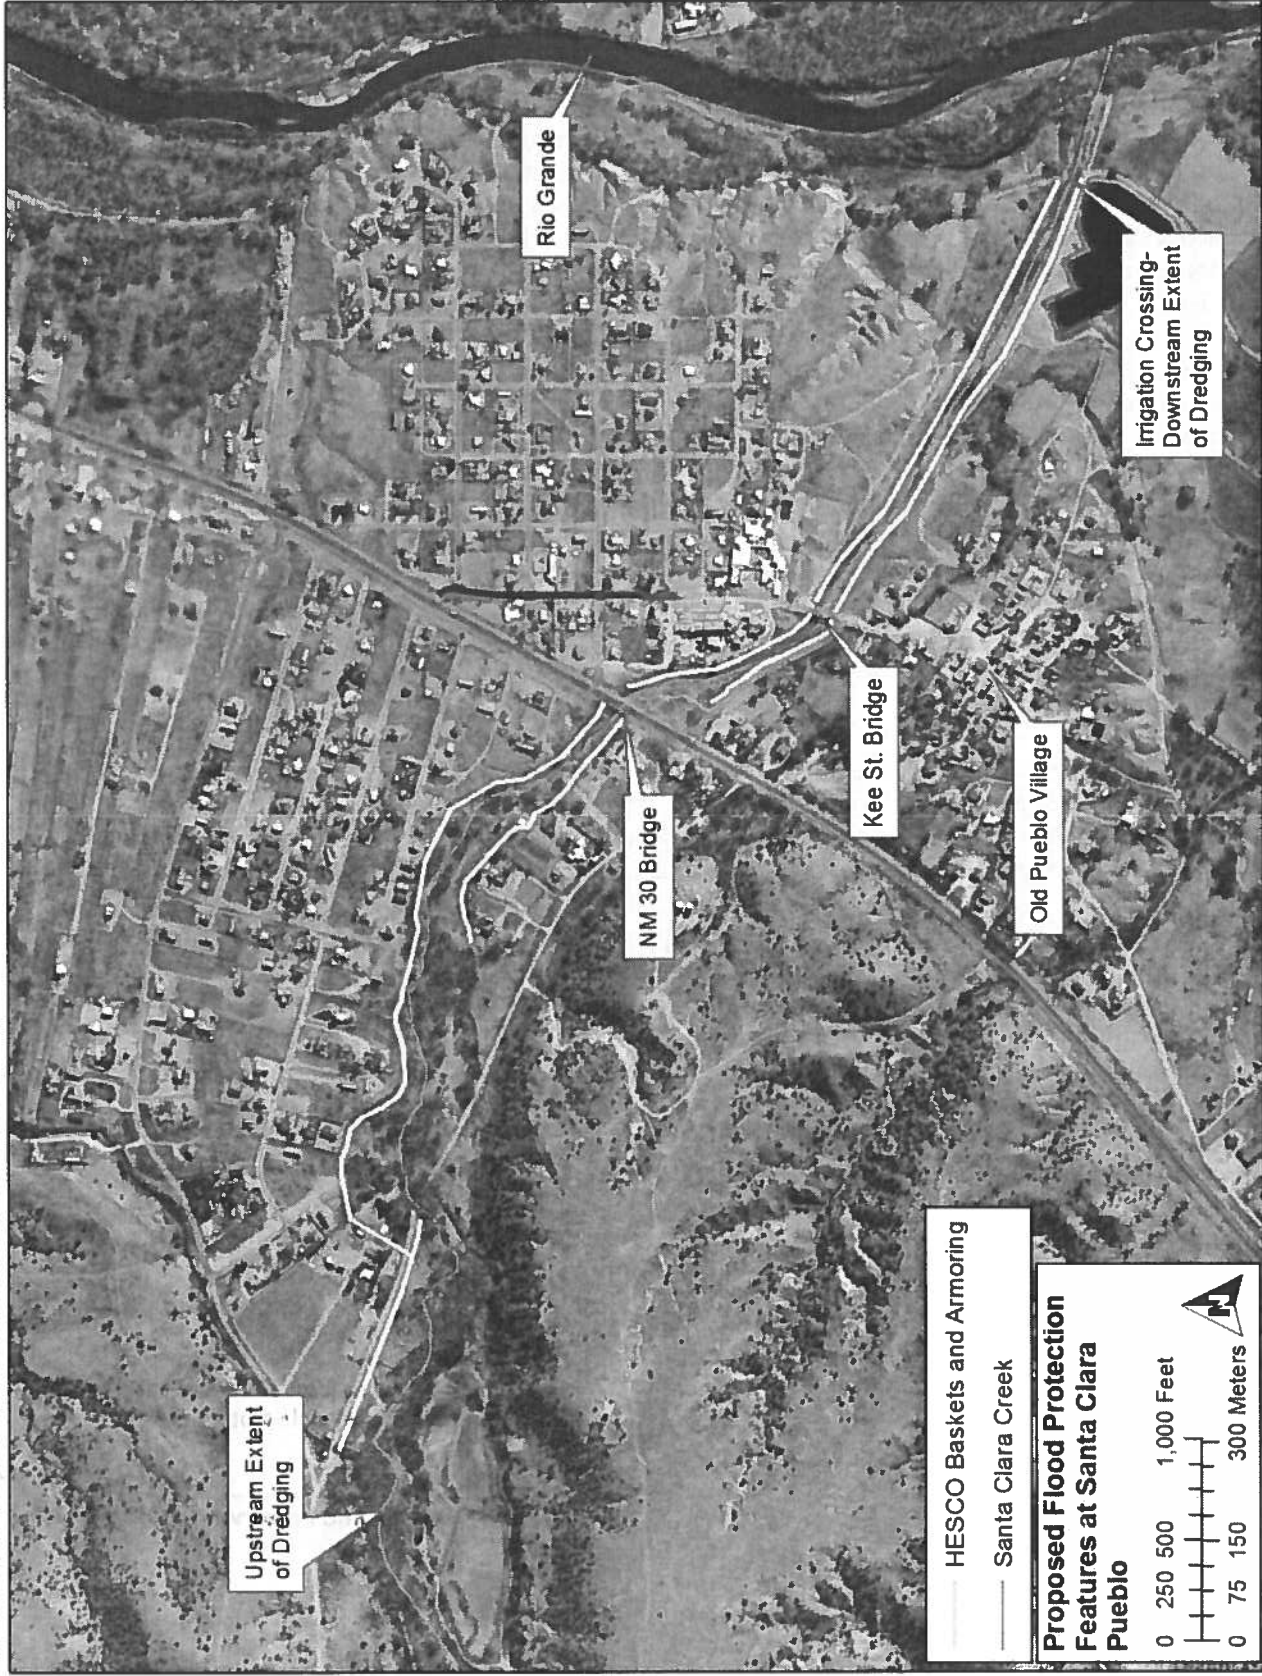 Upstream Extent
of Dredging
NM 30 Bridge
Kee St. Bridge
Old Pueblo Village
Rio Grande
Irrigation Crossing-
Downstream Extent
of Dredging
HESCO Baskets and Armoring
Santa Clara Creek
Proposed Flood Protection
Features at Santa Clara
Pueblo
0 250 500 1,000 Feet
0 75 150 300 Meters
N